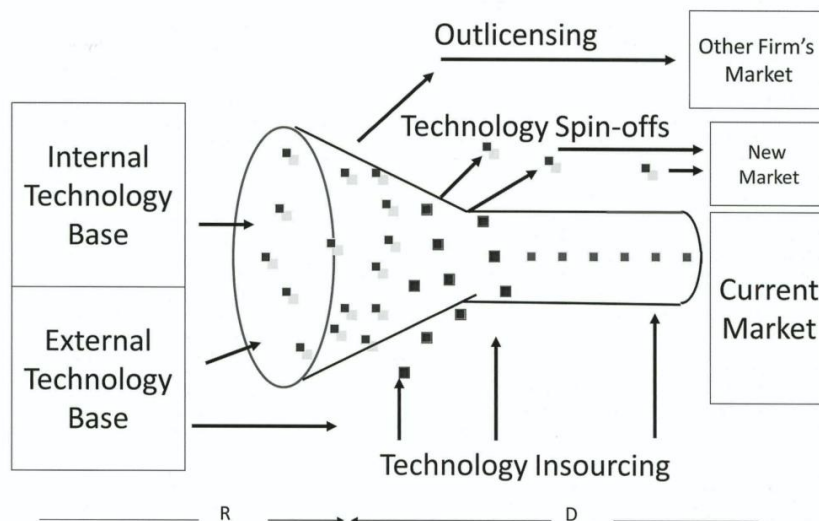 Outlicensing
Other Firm's
Market
Technology Spin-offs
New
Market
Internal
Technology
Base
External
Technology
Base
Current
Market
Technology Insourcing
R
D